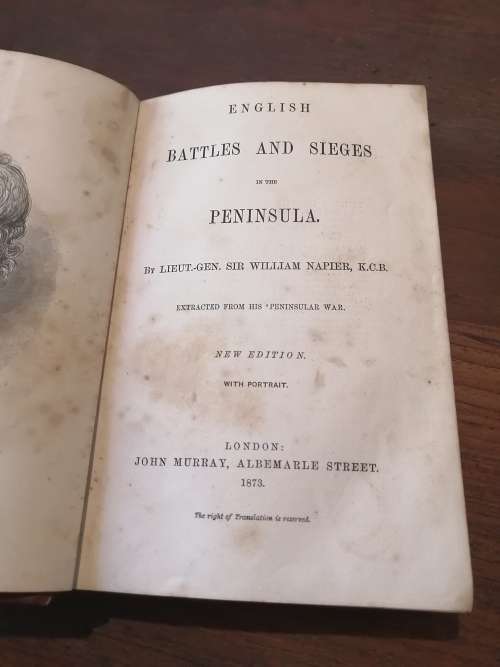 ENGLISH
BATTLES AND SIEGES
IN THE
PENINSULA.
BY LIEUT.-GEN. SIR WILLIAM NAPIER, K.C.B.
EXTRACTED FROM HIS 'PENINSULAR WAR.
NEW EDITION.
WITH PORTRAIT.
LONDON:
JOHN MURRAY, ALBEMARLE STREET.
1873.
The right of Translation is reserved.